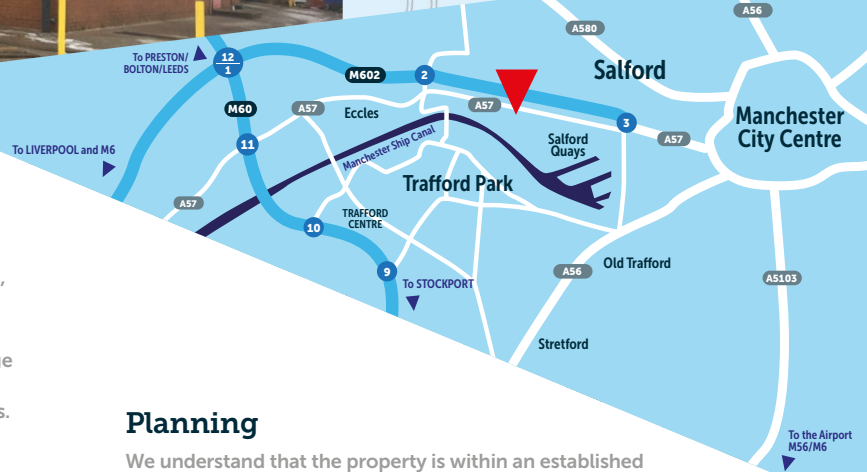 A56
A580
To PRESTON/
BOLTON/LEEDS
12
1
M602
2
Salford
M60
A57
Eccles
A57
3
Manchester
City Centre
A57
11
To LIVERPOOL and M6
Manchester Ship Canal
Salford
Quays
Trafford Park
A57
TRAFFORD
CENTRE
10
9
To STOCKPORT
Old Trafford
A56
A5103
Stretford
,
s.
Planning
To the Airport
M56/M6
We understand that the property is within an established